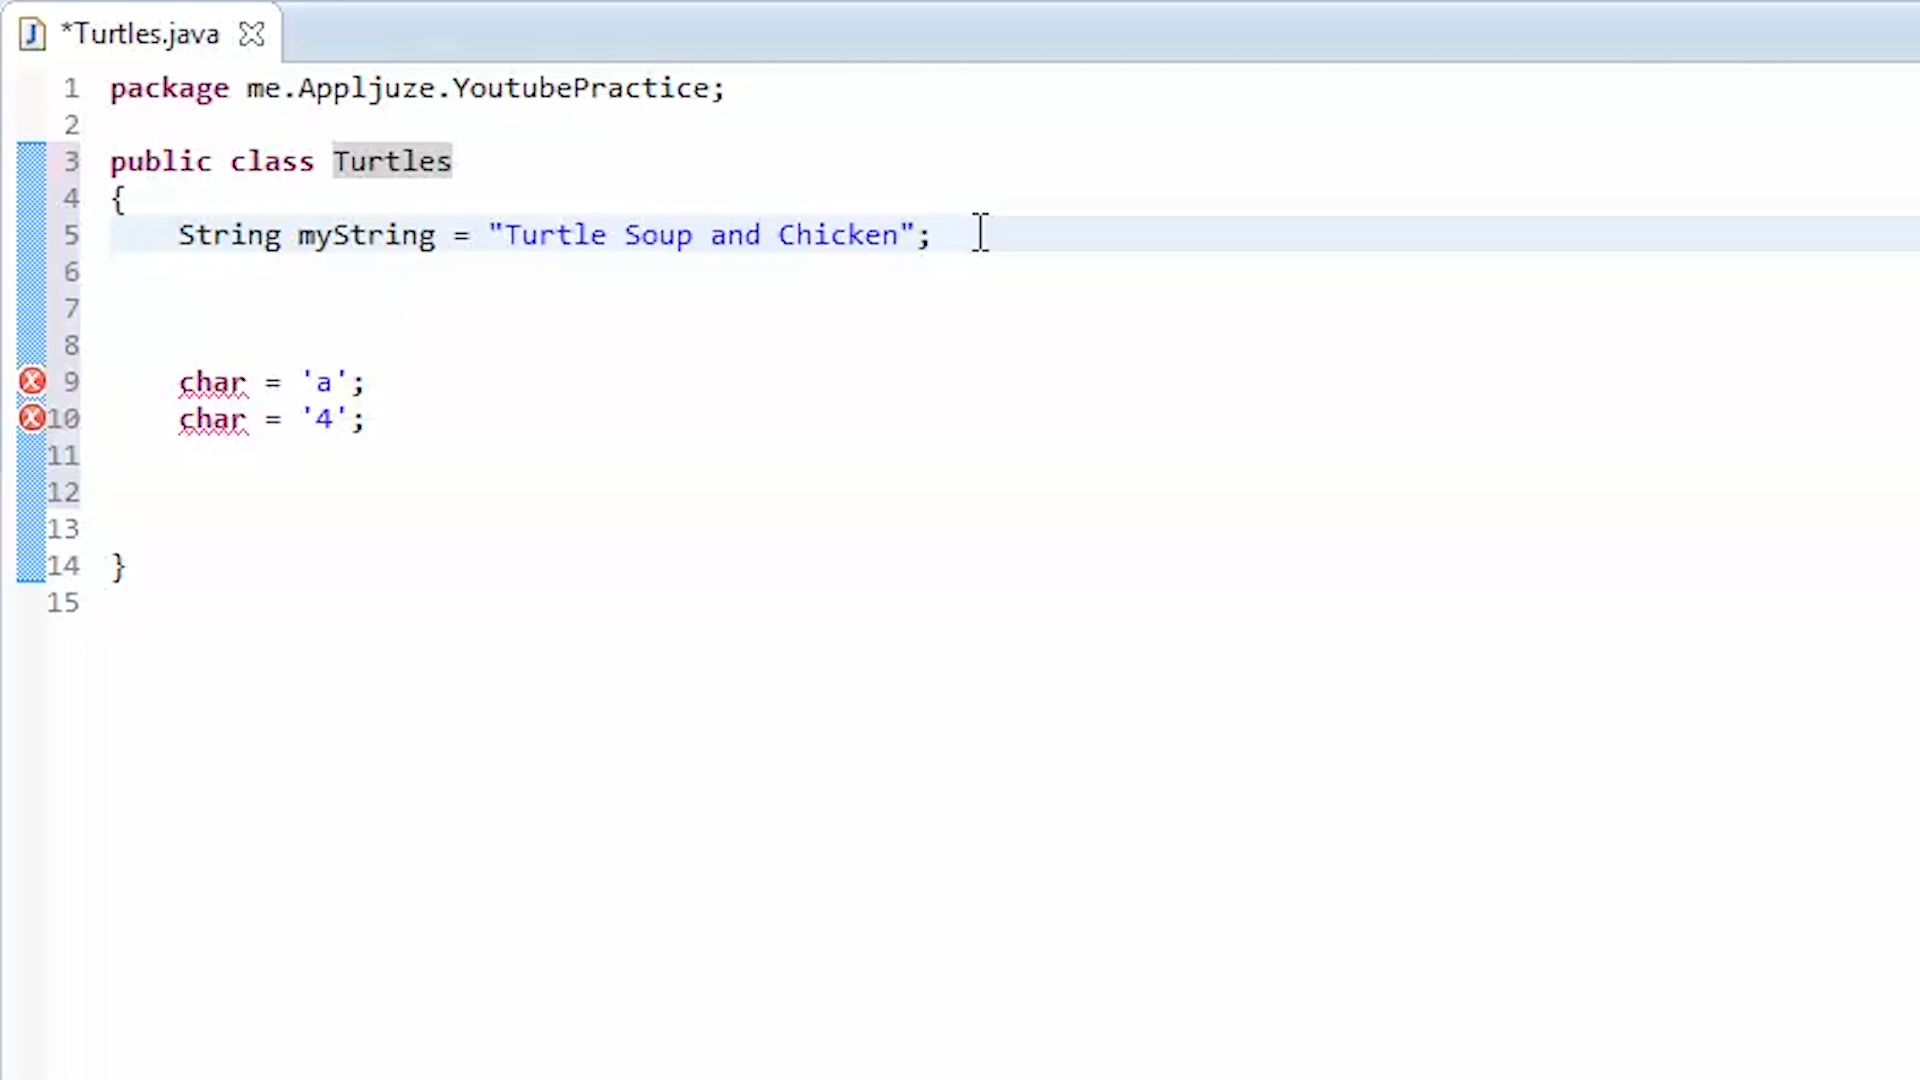 *Turtles.java
1 package me.Appljuze.YoutubePractice;
2
3 public class Turtles
4 {
5 String myString = "Turtle Soup and Chicken";
6
7
8
9 char = 'a';
10 char = '4';
11
12
13
14 }
15